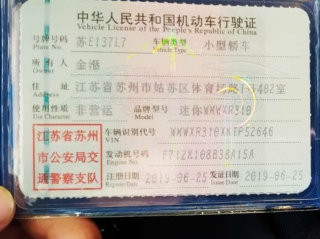 中华人民共和国机动车行驶证
Vehicle License of the People's Republic of China
号牌号码 苏E137L7 车辆类型 小型轿车
Plate No. Vehicle Type
所有人 金潜
Owner
住址 江苏省苏州市姑苏区体育场 402室
Address
使用性质 非营运 品牌型号 迷你WMWXR310
Use Character Model
江苏省苏州 车辆识别代号 WMWXR310XKTP52646
VIN
市公安局交 发动机号码 F712K108B38A15A
Engine No.
通警察支队 注册日期 2019-06-25 发证日期 2019-06-25
Register Date Issue Date